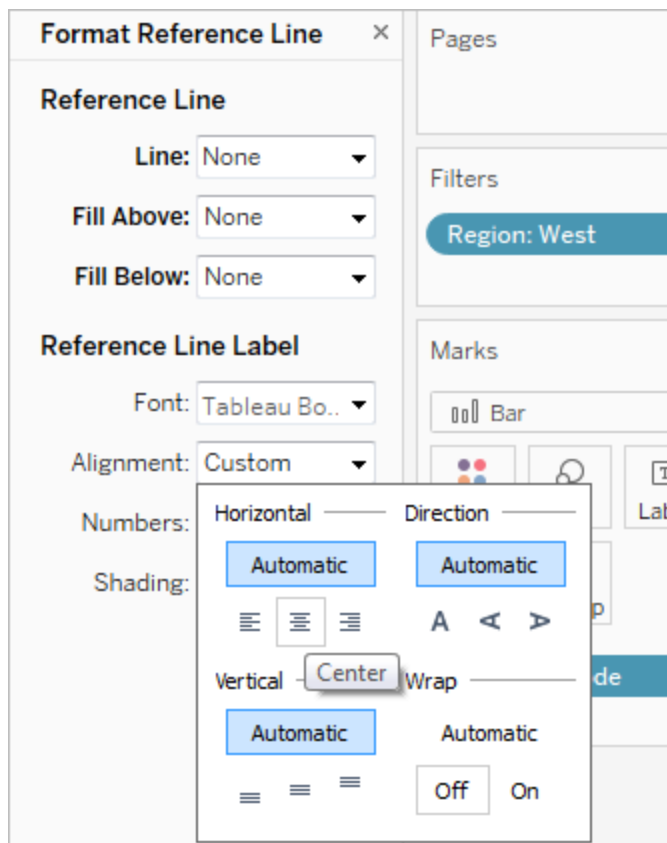 Format Reference Line
Reference Line
Line: None
Fill Above: None
Fill Below: None
Reference Line Label
Font: Tableau Bo..
Alignment: Custom
Numbers:
Shading:
Horizontal
Direction
Automatic
Automatic
A A A
Center
Vertical
Wrap
Automatic
Automatic
Off On
Pages
Filters
Region: West
Marks
Bar